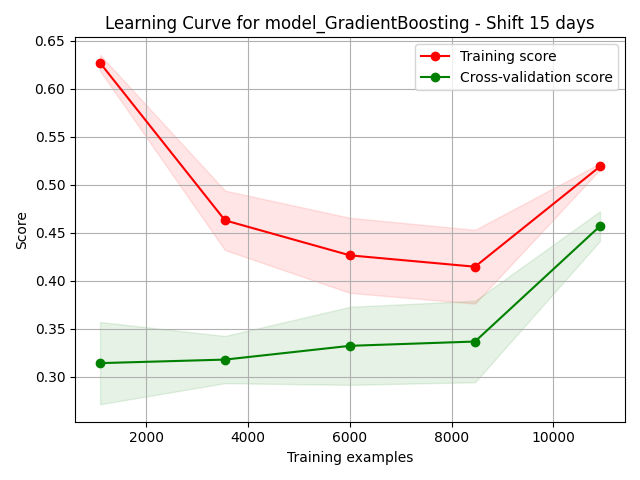 Learning Curve for model_GradientBoosting - Shift 15 days
Training score
Cross-validation score
Score
0.65
0.60
0.55
0.50
0.45
0.40
0.35
0.30
2000 4000 6000 8000 10000
Training examples